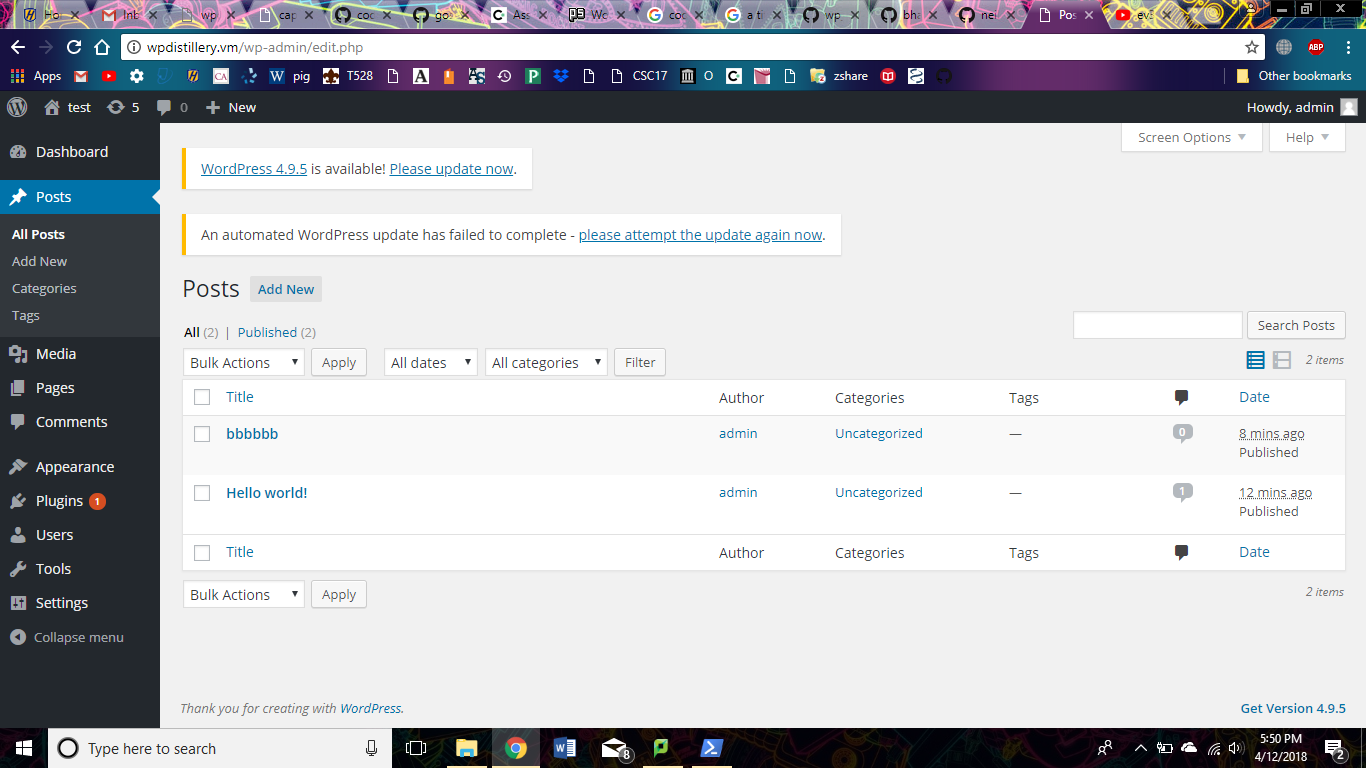 Ho
Inb
wp
cap
coc
go
Ass
We
coc
a ti
wp
bha
nei
Pos
wpdistillery.vm/wp-admin/edit.php
ABP
Apps
CA
W pig
T528
A
P
CSC17
O
zshare
Other bookmarks
test 5 0 New
Howdy, admin
Screen Options Help
Dashboard
Posts
All Posts
Add New
Categories
Tags
Media
Pages
Comments
Appearance
Plugins 1
Users
Tools
Settings
Collapse menu
WordPress 4.9.5 is available! Please update now.
An automated WordPress update has failed to complete - please attempt the update again now.
Posts Add New
All (2) | Published (2)
Search Posts
Bulk Actions Apply All dates All categories Filter
2 items
Title Author Categories Tags Date
bbbbbb admin Uncategorized — 0 8 mins ago
Published
Hello world! admin Uncategorized — 1 12 mins ago
Published
Title Author Categories Tags Date
Bulk Actions Apply
2 items
Thank you for creating with WordPress.
Get Version 4.9.5
Type here to search
8
5:50 PM
4/12/2018
2